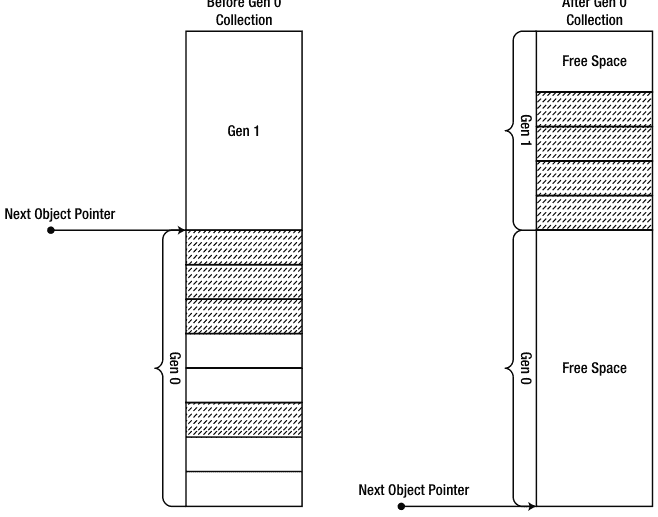 Before Gen 0
Collection
After Gen 0
Collection
Free Space
Gen 1
Gen 1
Next Object Pointer
Gen 0
Gen 0
Free Space
Next Object Pointer